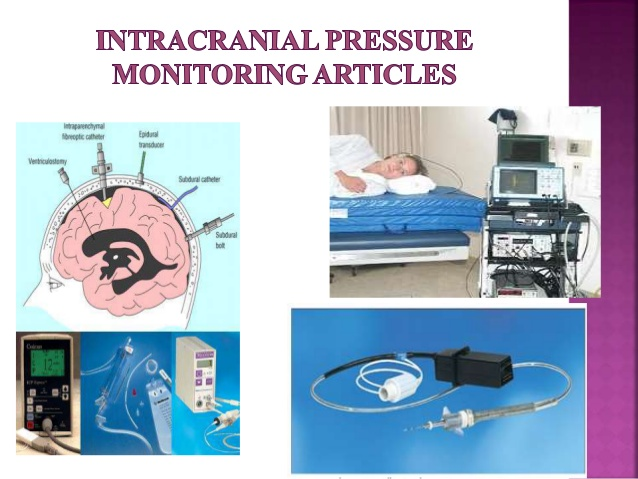 INTRACRANIAL PRESSURE
MONITORING ARTICLES
Intraparenchymal
fibreoptic catheter
Epidural
transducer
Ventriculostomy
Subdural catheter
Subdural
bolt